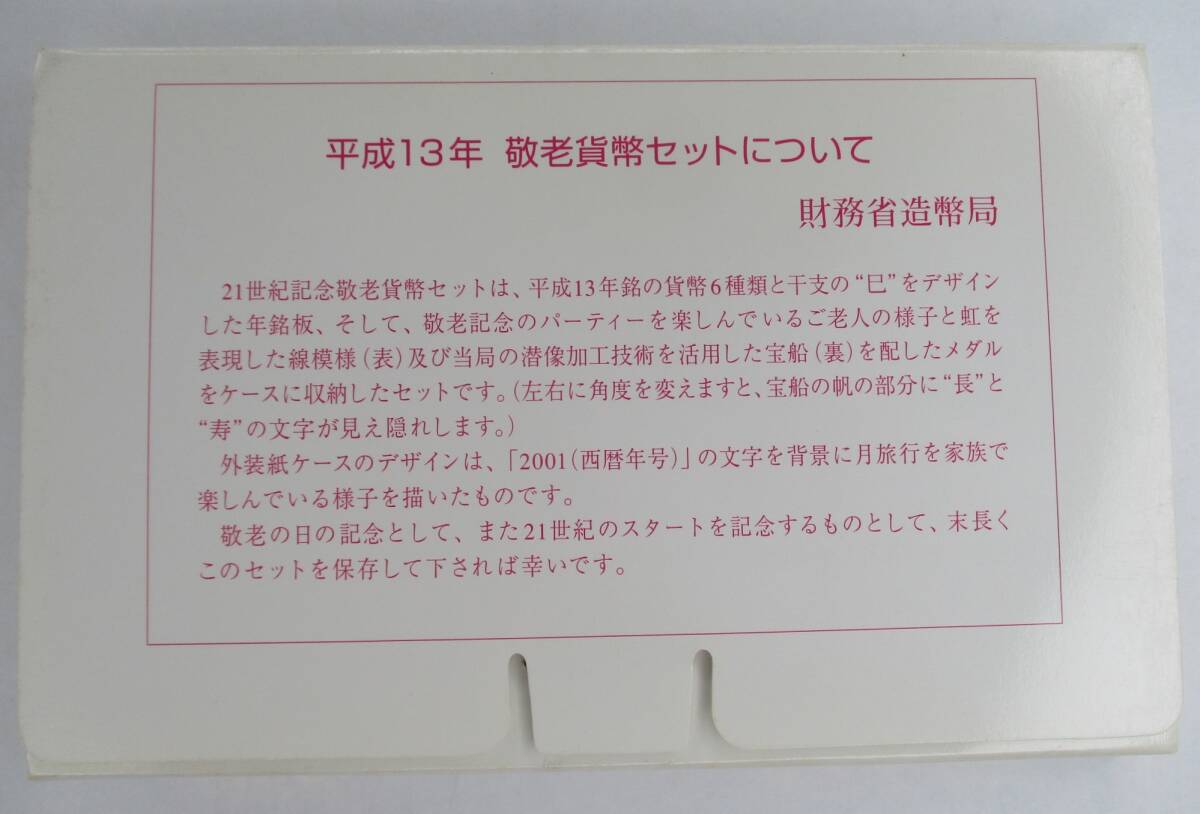 平成13年 敬老貨幣セットについて
財務省造幣局
21世紀記念敬老貨幣セットは、平成13年銘の貨幣6種類と干支の“巳”をデザイン
した年銘板、そして、敬老記念のパーティーを楽しんでいるご老人の様子と虹を
表現した線模様(表)及び当局の潜像加工技術を活用した宝船(裏)を配したメダル
をケースに収納したセットです。(左右に角度を変えますと、宝船の帆の部分に“長”と
“寿”の文字が見え隠れします。)
外装紙ケースのデザインは、「2001(西暦年号)」の文字を背景に月旅行を家族で
楽しんでいる様子を描いたものです。
敬老の日の記念として、また21世紀のスタートを記念するものとして、末長く
このセットを保存して下されば幸いです。